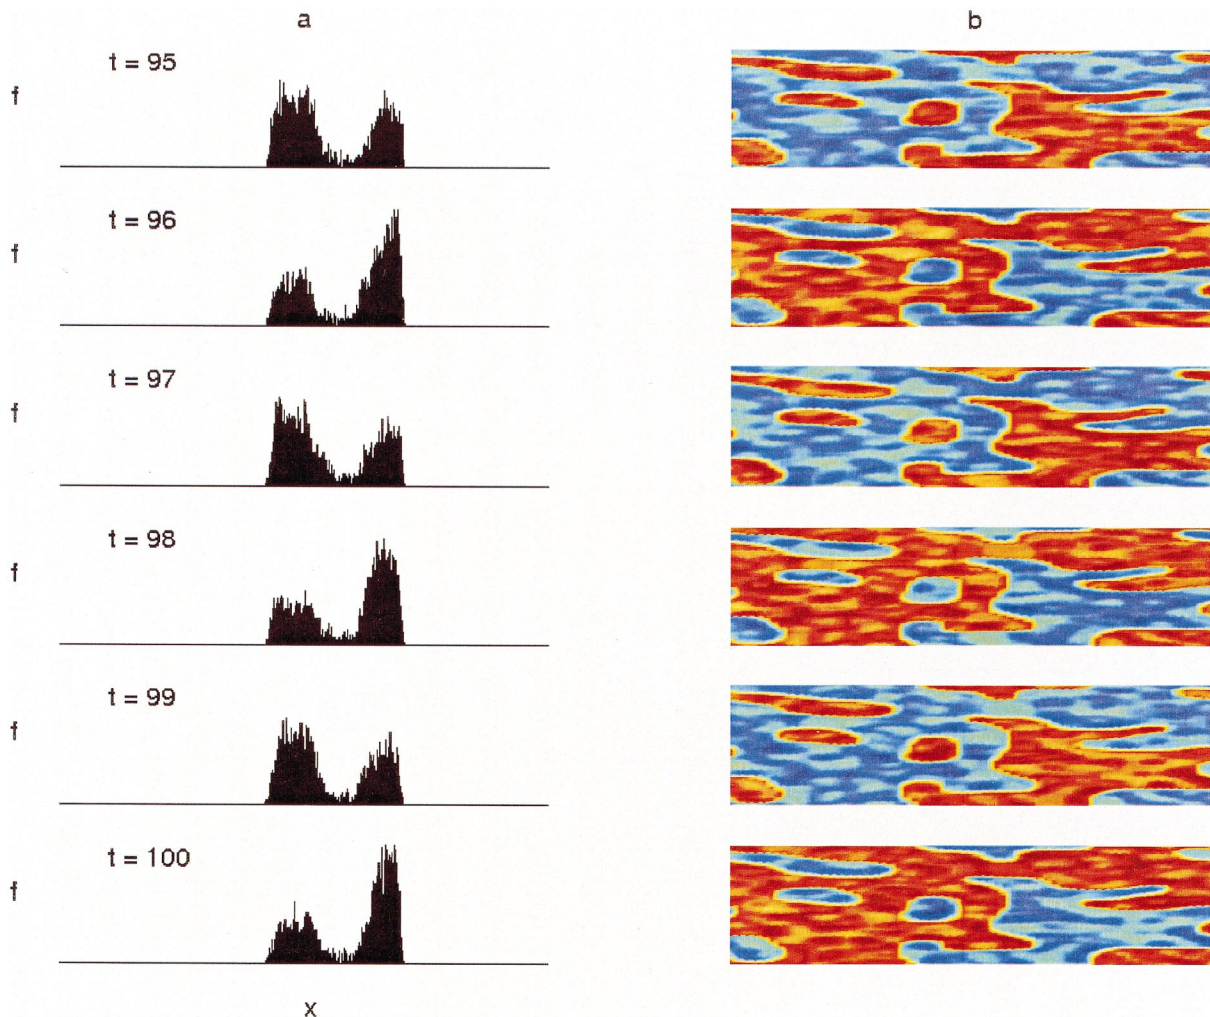 a
b
t = 95
f
t = 96
f
t = 97
f
t = 98
f
t = 99
f
t = 100
f
x